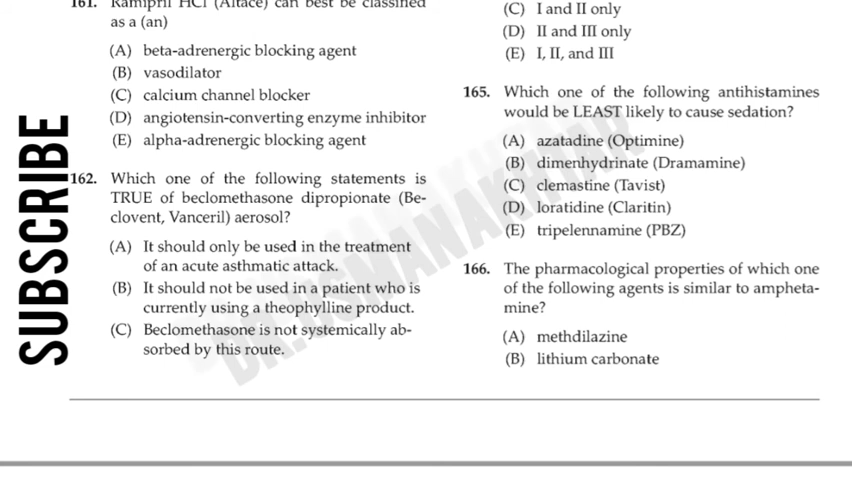 SUBSCRIBE
161. Ramipril HCl (Altace) can best be classified
as a (an)
(A) beta-adrenergic blocking agent
(B) vasodilator
(C) calcium channel blocker
(D) angiotensin-converting enzyme inhibitor
(E) alpha-adrenergic blocking agent
162. Which one of the following statements is
TRUE of beclomethasone dipropionate (Be-
clovent, Vanceril) aerosol?
(A) It should only be used in the treatment
of an acute asthmatic attack.
(B) It should not be used in a patient who is
currently using a theophylline product.
(C) Beclomethasone is not systemically ab-
sorbed by this route.
(C) I and II only
(D) II and III only
(E) I, II, and III
165. Which one of the following antihistamines
would be LEAST likely to cause sedation?
(A) azatadine (Optimine)
(B) dimenhydrinate (Dramamine)
(C) clemastine (Tavist)
(D) loratidine (Claritin)
(E) tripelennamine (PBZ)
166. The pharmacological properties of which one
of the following agents is similar to ampheta-
mine?
(A) methdilazine
(B) lithium carbonate
DR.USMANAKHTAR